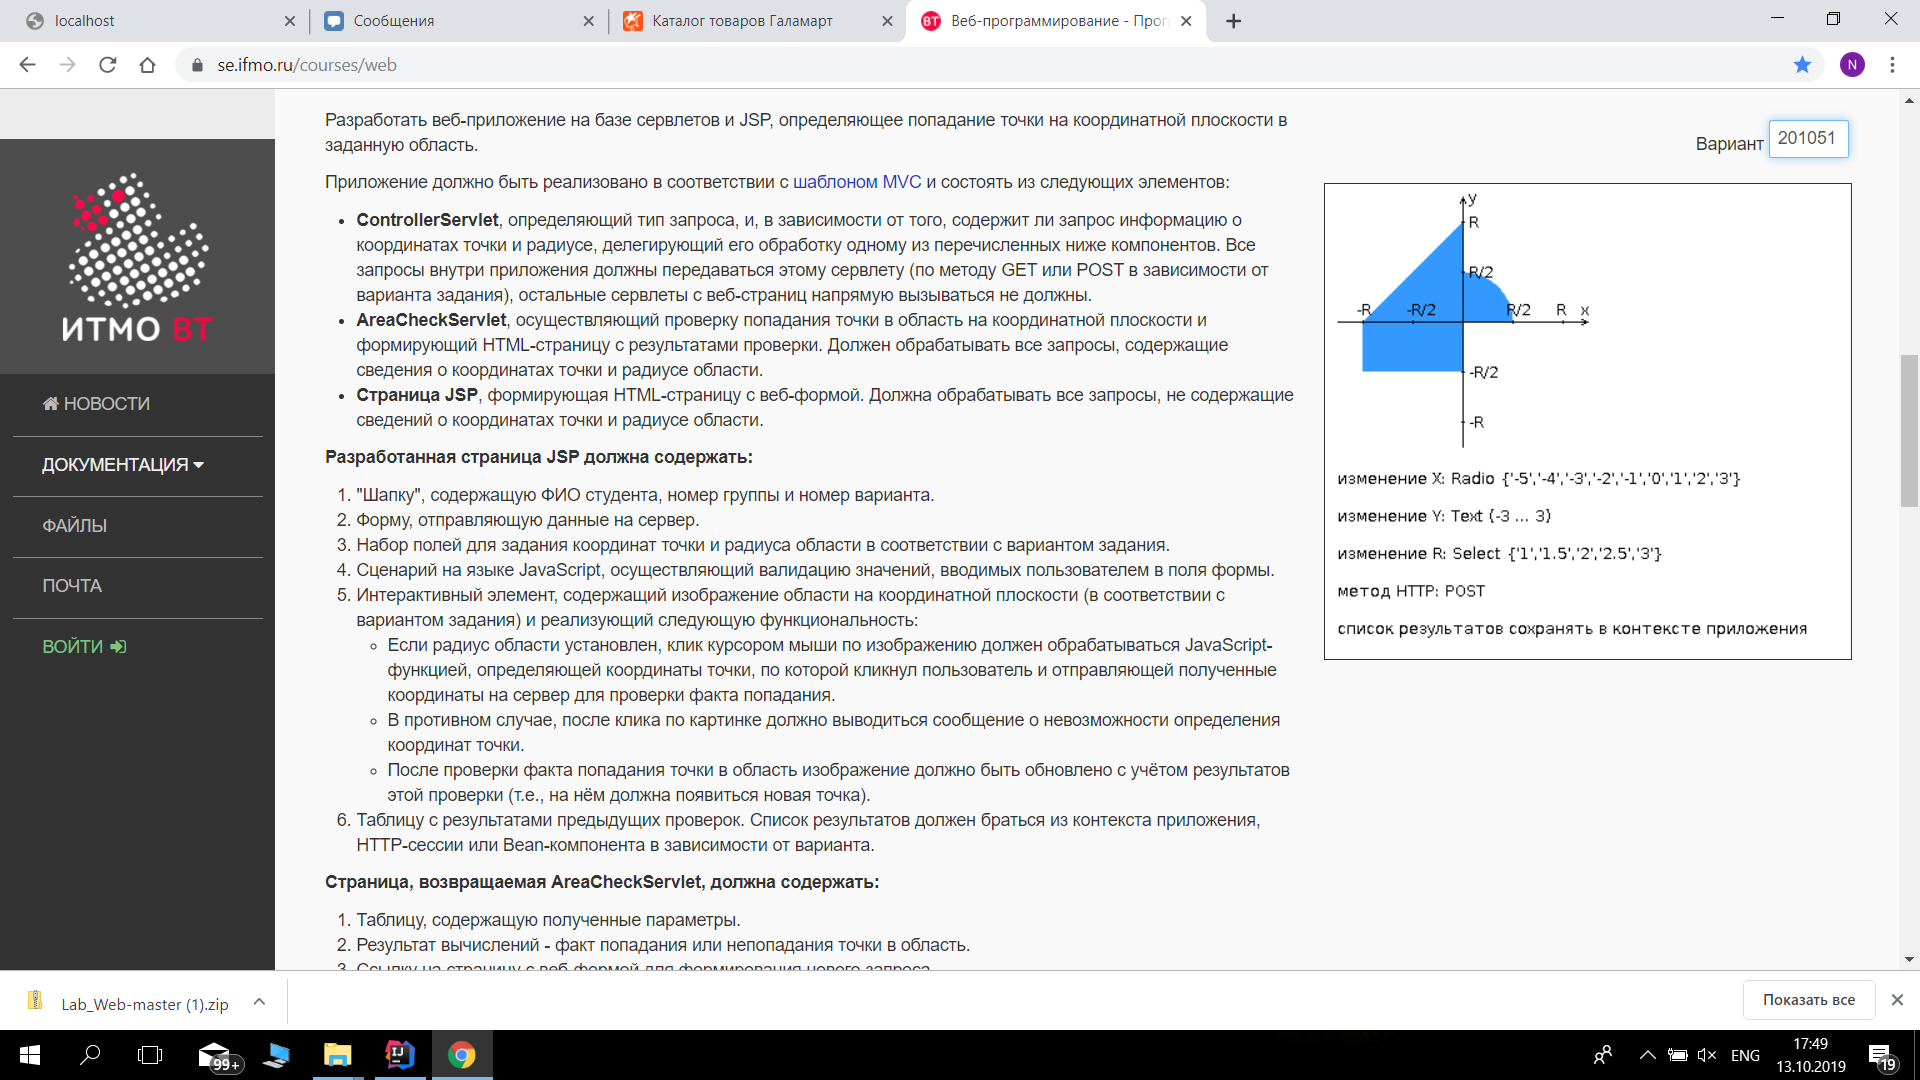 localhost
Сообщения
Каталог товаров Галамарт
ВТ Веб-программирование - Прог
se.ifmo.ru/courses/web
N
Разработать веб-приложение на базе сервлетов и JSP, определяющее попадание точки на координатной плоскости в
заданную область.
Приложение должно быть реализовано в соответствии с шаблоном MVC и состоять из следующих элементов:
• ControllerServlet, определяющий тип запроса, и, в зависимости от того, содержит ли запрос информацию о
координатах точки и радиусе, делегирующий его обработку одному из перечисленных ниже компонентов. Все
запросы внутри приложения должны передаваться этому сервлету (по методу GET или POST в зависимости от
варианта задания), остальные сервлеты с веб-страниц напрямую вызываться не должны.
• AreaCheckServlet, осуществляющий проверку попадания точки в область на координатной плоскости и
формирующий HTML-страницу с результатами проверки. Должен обрабатывать все запросы, содержащие
сведения о координатах точки и радиусе области.
• Страница JSP, формирующая HTML-страницу с веб-формой. Должна обрабатывать все запросы, не содержащие
сведений о координатах точки и радиусе области.
Разработанная страница JSP должна содержать:
1. "Шапку", содержащую ФИО студента, номер группы и номер варианта.
2. Форму, отправляющую данные на сервер.
3. Набор полей для задания координат точки и радиуса области в соответствии с вариантом задания.
4. Сценарий на языке JavaScript, осуществляющий валидацию значений, вводимых пользователем в поля формы.
5. Интерактивный элемент, содержащий изображение области на координатной плоскости (в соответствии с
вариантом задания) и реализующий следующую функциональность:
◦ Если радиус области установлен, клик курсором мыши по изображению должен обрабатываться JavaScript-
функцией, определяющей координаты точки, по которой кликнул пользователь и отправляющей полученные
координаты на сервер для проверки факта попадания.
◦ В противном случае, после клика по картинке должно выводиться сообщение о невозможности определения
координат точки.
◦ После проверки факта попадания точки в область изображение должно быть обновлено с учётом результатов
этой проверки (т.е., на нём должна появиться новая точка).
6. Таблицу с результатами предыдущих проверок. Список результатов должен браться из контекста приложения,
HTTP-сессии или Bean-компонента в зависимости от варианта.
Страница, возвращаемая AreaCheckServlet, должна содержать:
1. Таблицу, содержащую полученные параметры.
2. Результат вычислений - факт попадания или непопадания точки в область.
3. Ссылку на страницу с веб-формой для формирования нового запроса.
Вариант 201051
y
R
R/2
-R -R/2 R/2 R x
-R/2
-R
изменение X: Radio {'-5','-4','-3','-2','-1','0','1','2','3'}
изменение Y: Text (-3 ... 3)
изменение R: Select {'1','1.5','2','2.5','3'}
метод HTTP: POST
список результатов сохранять в контексте приложения
ИТМО ВТ
НОВОСТИ
ДОКУМЕНТАЦИЯ
ФАЙЛЫ
ПОЧТА
ВОЙТИ
Lab_Web-master (1).zip
Показать все
99+
IJ
ENG
17:49
13.10.2019
19